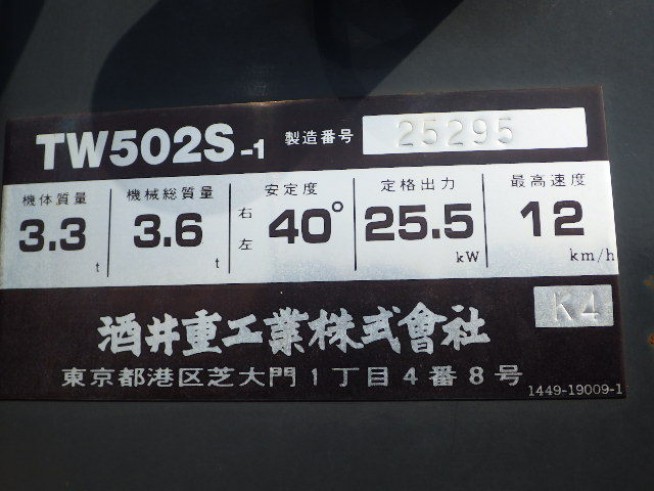 TW502S-1 製造番号 25295
機体質量 機械総質量 安定度 定格出力 最高速度
3.3 t 3.6 t 右左 40° 25.5 kW 12 km/h
K4
酒井重工業株式會社
東京都港区芝大門1丁目4番8号
1449-19009-1